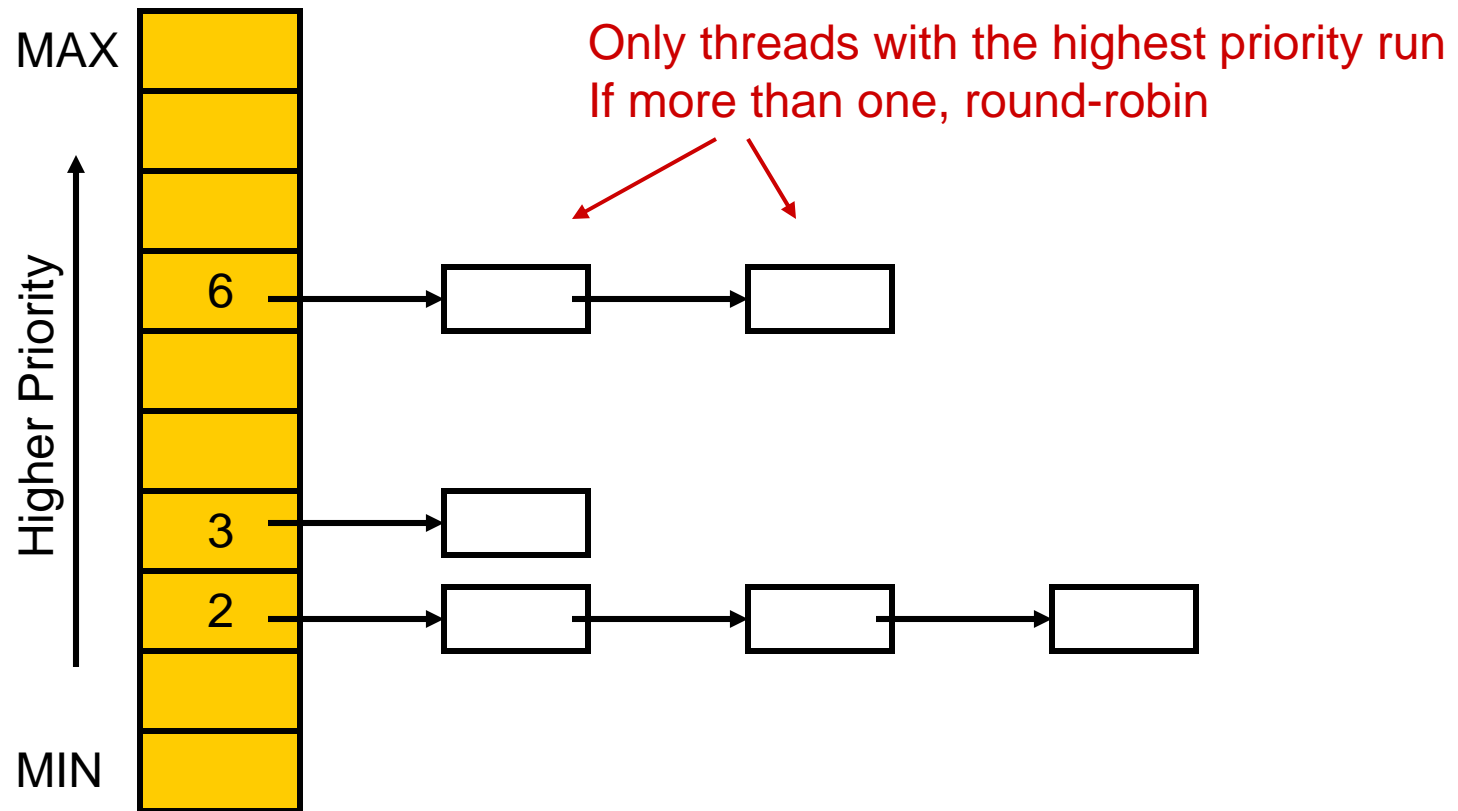 MAX
Only threads with the highest priority run
If more than one, round-robin
Higher Priority
6
3
2
MIN